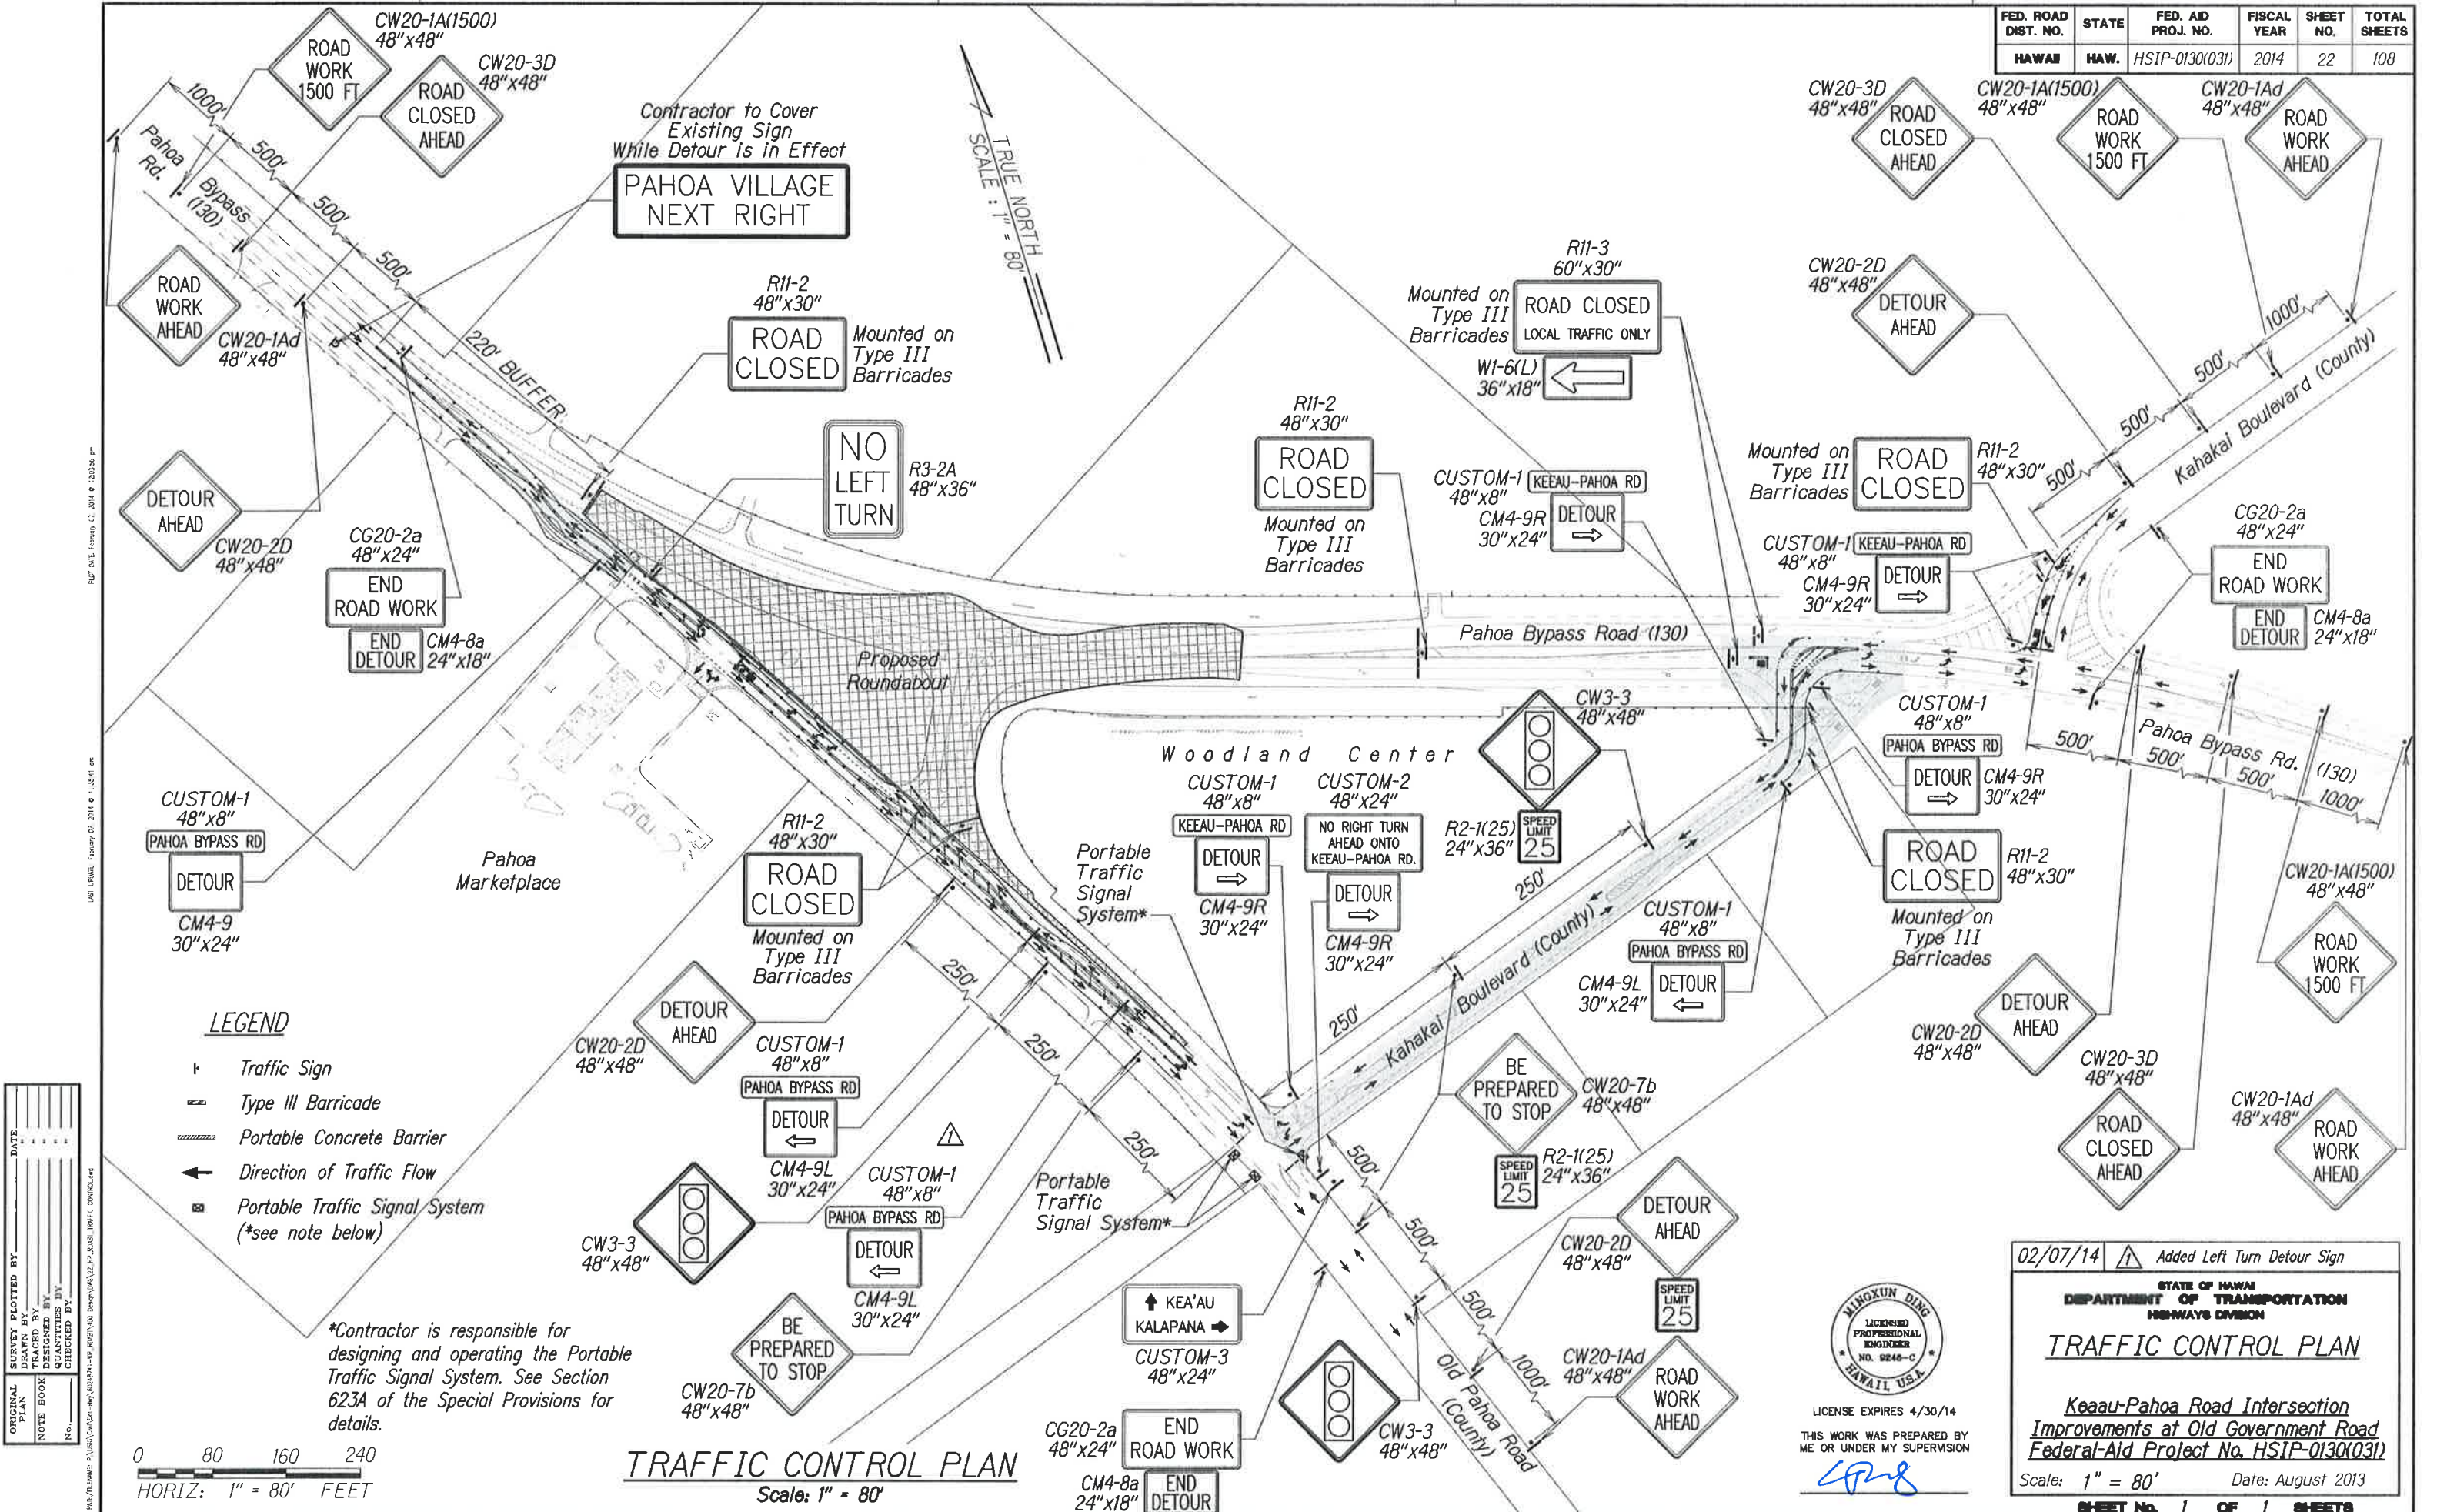 FED. ROAD DIST. NO.
STATE
FED. AID PROJ. NO.
FISCAL YEAR
SHEET NO.
TOTAL SHEETS
HAWAII
HAW.
HSIP-0130(031)
2014
22
108
CW20-1A(1500)
48"x48"
ROAD
WORK
1500 FT
CW20-3D
48"x48"
ROAD
CLOSED
AHEAD
1000'
500'
500'
500'
220' BUFFER
Pahoa
Rd.
Bypass
(130)
Contractor to Cover
Existing Sign
While Detour is in Effect
PAHOA VILLAGE
NEXT RIGHT
TRUE NORTH
SCALE : 1" = 80'
ROAD
WORK
AHEAD
CW20-1Ad
48"x48"
DETOUR
AHEAD
CW20-2D
48"x48"
CG20-2a
48"x24"
END
ROAD WORK
END
DETOUR
CM4-8a
24"x18"
R11-2
48"x30"
ROAD
CLOSED
Mounted on
Type III
Barricades
NO
LEFT
TURN
R3-2A
48"x36"
R11-3
60"x30"
Mounted on
Type III
Barricades
ROAD CLOSED
LOCAL TRAFFIC ONLY
W1-6(L)
36"x18"
R11-2
48"x30"
ROAD
CLOSED
Mounted on
Type III
Barricades
CUSTOM-1
48"x8"
KEEAU-PAHOA RD
CM4-9R
30"x24"
DETOUR
CW20-3D
48"x48"
ROAD
CLOSED
AHEAD
CW20-1A(1500)
48"x48"
ROAD
WORK
1500 FT
CW20-1Ad
48"x48"
ROAD
WORK
AHEAD
CW20-2D
48"x48"
DETOUR
AHEAD
1000'
500'
500'
500'
Kahakai Boulevard (County)
Mounted on
Type III
Barricades
ROAD
CLOSED
R11-2
48"x30"
CUSTOM-1
48"x8"
KEEAU-PAHOA RD
CM4-9R
30"x24"
DETOUR
CG20-2a
48"x24"
END
ROAD WORK
END
DETOUR
CM4-8a
24"x18"
Pahoa Bypass Road (130)
Proposed
Roundabout
CW3-3
48"x48"
R2-1(25)
24"x36"
SPEED
LIMIT
25
Woodland Center
CUSTOM-1
48"x8"
KEEAU-PAHOA RD
DETOUR
CM4-9R
30"x24"
CUSTOM-2
48"x24"
NO RIGHT TURN
AHEAD ONTO
KEEAU-PAHOA RD.
DETOUR
CM4-9R
30"x24"
Portable
Traffic
Signal
System*
CUSTOM-1
48"x8"
PAHOA BYPASS RD
DETOUR
CM4-9R
30"x24"
500'
500'
500'
1000'
Pahoa Bypass Rd.
(130)
ROAD
CLOSED
R11-2
48"x30"
Mounted on
Type III
Barricades
CUSTOM-1
48"x8"
PAHOA BYPASS RD
CM4-9L
30"x24"
DETOUR
250'
250'
Kahakai Boulevard (County)
CW20-1A(1500)
48"x48"
ROAD
WORK
1500 FT
DETOUR
AHEAD
CW20-2D
48"x48"
CW20-3D
48"x48"
ROAD
CLOSED
AHEAD
CW20-1Ad
48"x48"
ROAD
WORK
AHEAD
CUSTOM-1
48"x8"
PAHOA BYPASS RD
DETOUR
CM4-9
30"x24"
Pahoa
Marketplace
R11-2
48"x30"
ROAD
CLOSED
Mounted on
Type III
Barricades
250'
250'
250'
DETOUR
AHEAD
CW20-2D
48"x48"
CUSTOM-1
48"x8"
PAHOA BYPASS RD
DETOUR
CM4-9L
30"x24"
1
CW3-3
48"x48"
CUSTOM-1
48"x8"
PAHOA BYPASS RD
DETOUR
CM4-9L
30"x24"
BE
PREPARED
TO STOP
CW20-7b
48"x48"
Portable
Traffic
Signal System*
BE
PREPARED
TO STOP
CW20-7b
48"x48"
SPEED
LIMIT
25
R2-1(25)
24"x36"
500'
500'
500'
1000'
DETOUR
AHEAD
CW20-2D
48"x48"
SPEED
LIMIT
25
CW20-1Ad
48"x48"
ROAD
WORK
AHEAD
KEA'AU
KALAPANA
CUSTOM-3
48"x24"
CW3-3
48"x48"
Old Pahoa Road
(County)
CG20-2a
48"x24"
END
ROAD WORK
CM4-8a
24"x18"
END
DETOUR
LEGEND
Traffic Sign
Type III Barricade
Portable Concrete Barrier
Direction of Traffic Flow
Portable Traffic Signal System
(*see note below)
*Contractor is responsible for
designing and operating the Portable
Traffic Signal System. See Section
623A of the Special Provisions for
details.
0 80 160 240
HORIZ: 1" = 80' FEET
TRAFFIC CONTROL PLAN
Scale: 1" = 80'
MINGXUN DING
LICENSED
PROFESSIONAL
ENGINEER
NO. 9246-C
HAWAII, U.S.A.
LICENSE EXPIRES 4/30/14
THIS WORK WAS PREPARED BY
ME OR UNDER MY SUPERVISION
02/07/14 1 Added Left Turn Detour Sign
STATE OF HAWAII
DEPARTMENT OF TRANSPORTATION
HIGHWAYS DIVISION
TRAFFIC CONTROL PLAN
Keaau-Pahoa Road Intersection
Improvements at Old Government Road
Federal-Aid Project No. HSIP-0130(031)
Scale: 1" = 80' Date: August 2013
SHEET No. 1 OF 1 SHEETS
ORIGINAL
PLAN
NOTE BOOK
No.
SURVEY PLOTTED BY DATE
DRAWN BY
TRACED BY
DESIGNED BY
QUANTITIES BY
CHECKED BY